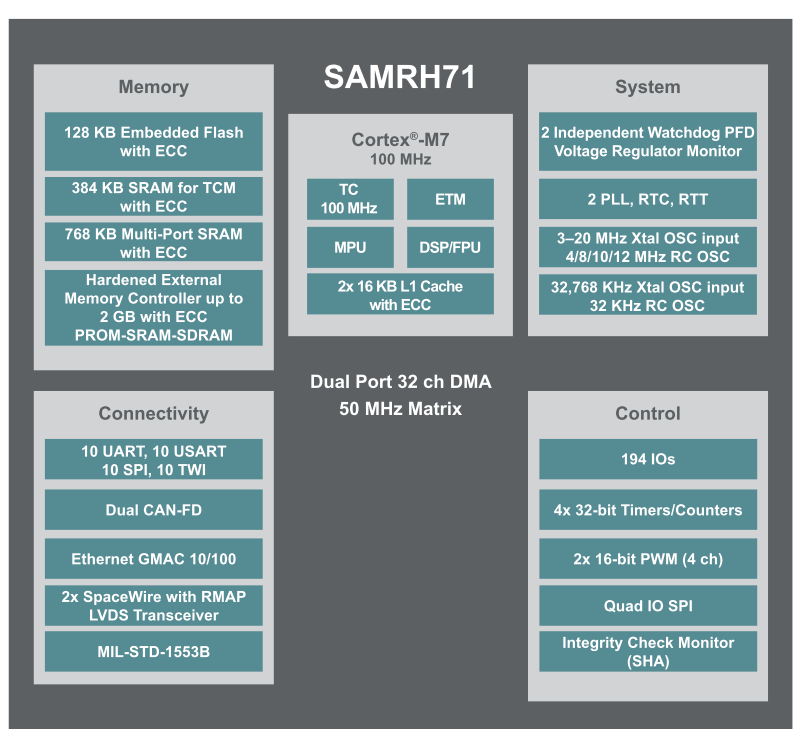 SAMRH71
Memory
128 KB Embedded Flash
with ECC
384 KB SRAM for TCM
with ECC
768 KB Multi-Port SRAM
with ECC
Hardened External
Memory Controller up to
2 GB with ECC
PROM-SRAM-SDRAM
Cortex®-M7
100 MHz
TC
100 MHz
ETM
MPU
DSP/FPU
2x 16 KB L1 Cache
with ECC
System
2 Independent Watchdog PFD
Voltage Regulator Monitor
2 PLL, RTC, RTT
3–20 MHz Xtal OSC input
4/8/10/12 MHz RC OSC
32,768 KHz Xtal OSC input
32 KHz RC OSC
Dual Port 32 ch DMA
50 MHz Matrix
Connectivity
10 UART, 10 USART
10 SPI, 10 TWI
Dual CAN-FD
Ethernet GMAC 10/100
2x SpaceWire with RMAP
LVDS Transceiver
MIL-STD-1553B
Control
194 IOs
4x 32-bit Timers/Counters
2x 16-bit PWM (4 ch)
Quad IO SPI
Integrity Check Monitor
(SHA)